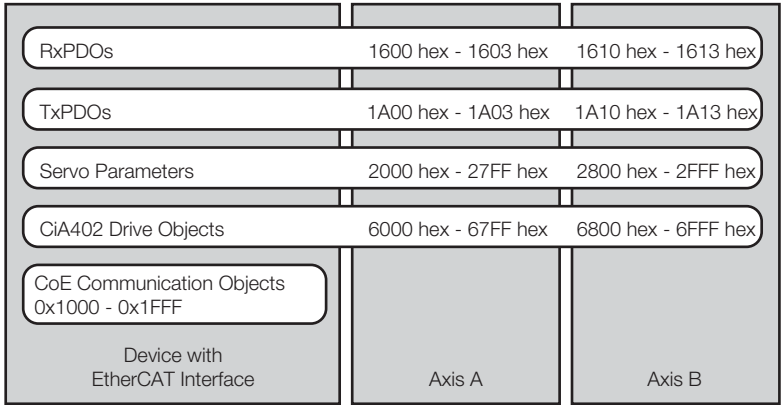 RxPDOs 1600 hex - 1603 hex 1610 hex - 1613 hex
TxPDOs 1A00 hex - 1A03 hex 1A10 hex - 1A13 hex
Servo Parameters 2000 hex - 27FF hex 2800 hex - 2FFF hex
CiA402 Drive Objects 6000 hex - 67FF hex 6800 hex - 6FFF hex
CoE Communication Objects
0x1000 - 0x1FFF
Device with
EtherCAT Interface Axis A Axis B